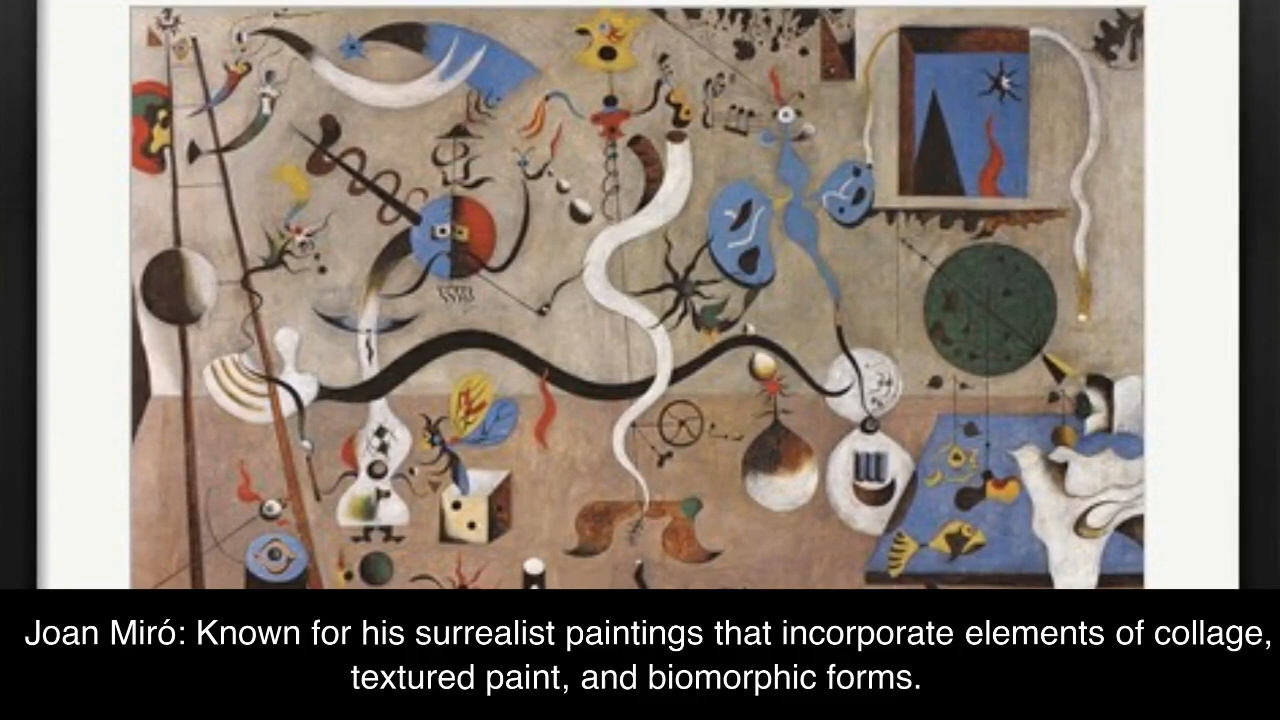 Joan Miró: Known for his surrealist paintings that incorporate elements of collage,
textured paint, and biomorphic forms.